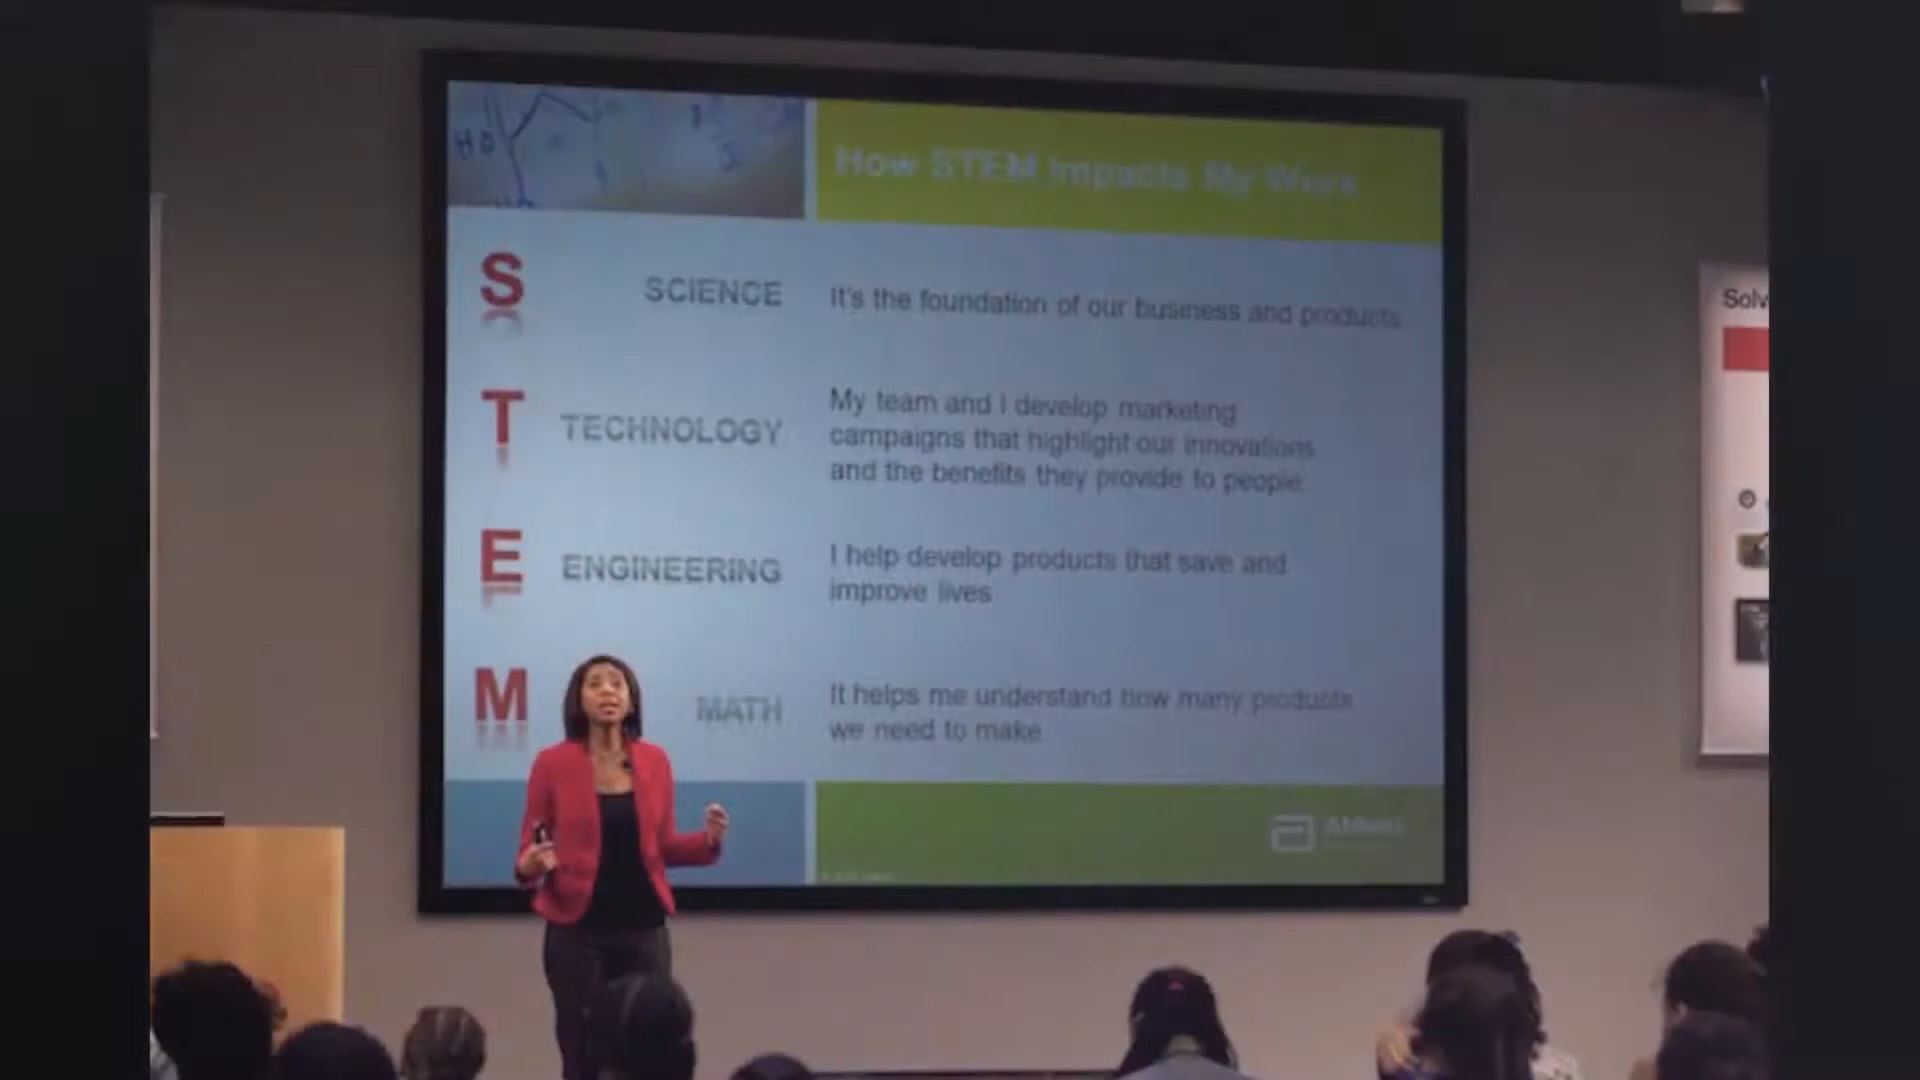 HO
How STEM Impacts My Work
S SCIENCE It's the foundation of our business and products
T TECHNOLOGY My team and I develop marketing
campaigns that highlight our innovations
and the benefits they provide to people
E ENGINEERING I help develop products that save and
improve lives
M MATH It helps me understand how many products
we need to make
Abbott
Solv